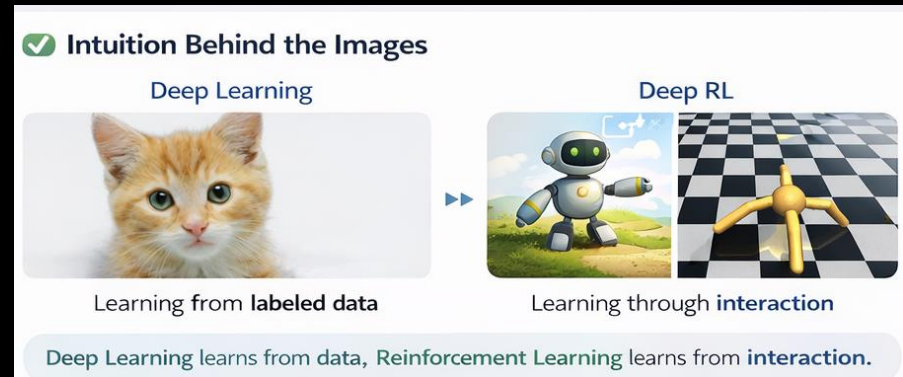 Intuition Behind the Images
Deep Learning
Deep RL
Learning from labeled data
Learning through interaction
Deep Learning learns from data, Reinforcement Learning learns from interaction.